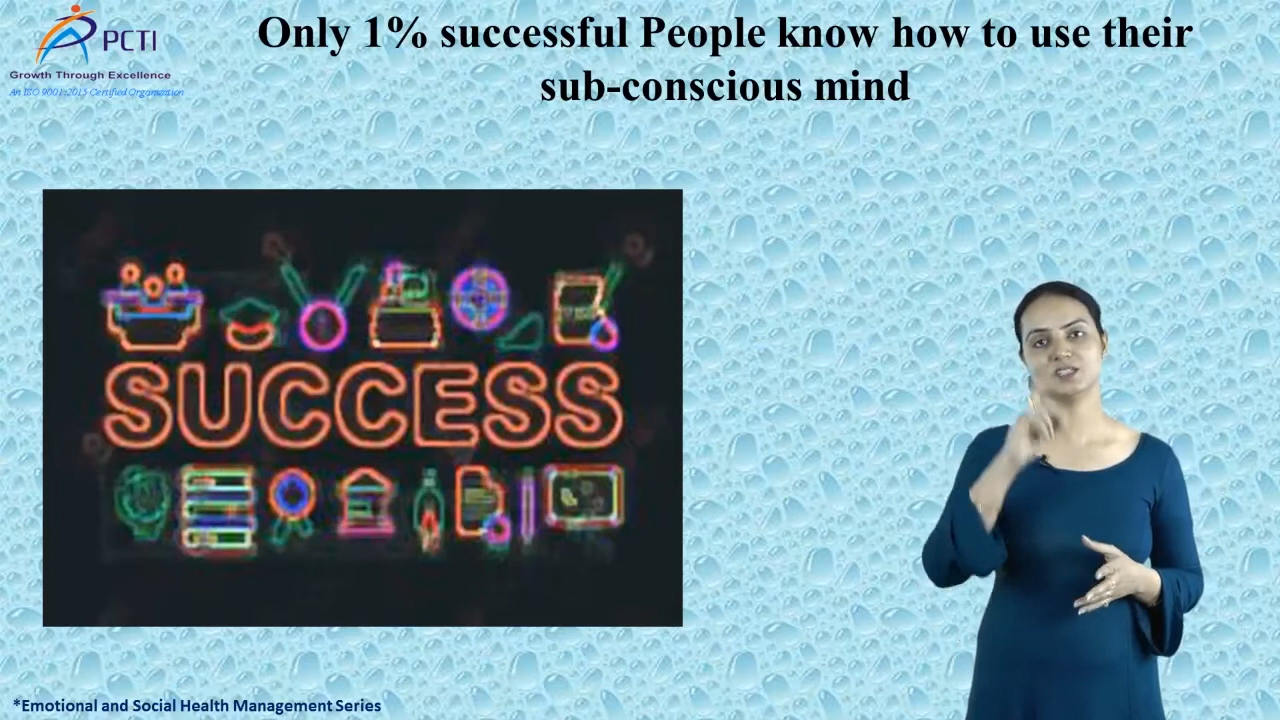 PCTI
Growth Through Excellence
An ISO 9001:2015 Certified Organization
Only 1% successful People know how to use their
sub-conscious mind
SUCCESS
*Emotional and Social Health Management Series